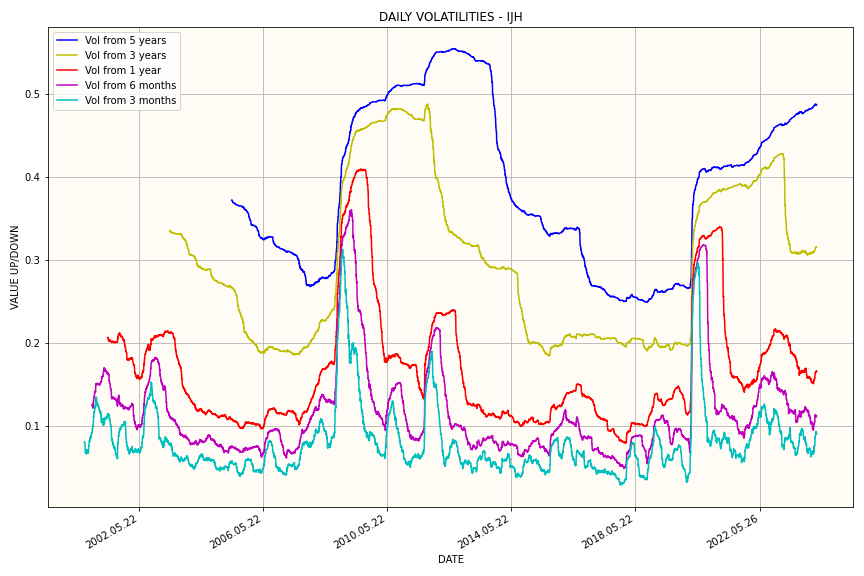 DAILY VOLATILITIES - IJH
Vol from 5 years
Vol from 3 years
Vol from 1 year
Vol from 6 months
Vol from 3 months
VALUE UP/DOWN
0.5
0.4
0.3
0.2
0.1
2002.05.22
2006.05.22
2010.05.22
2014.05.22
2018.05.22
2022.05.26
DATE